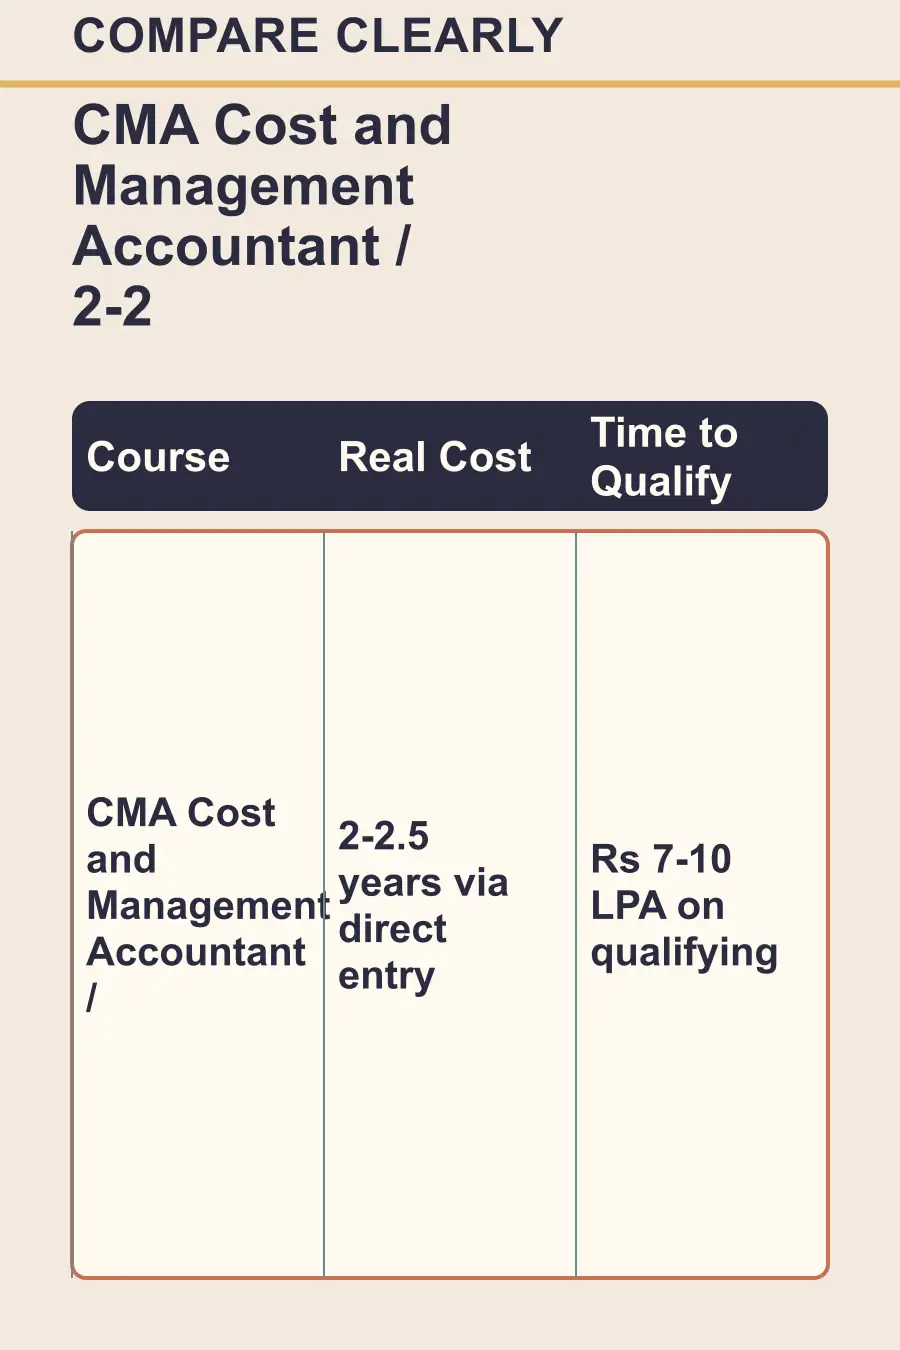 COMPARE CLEARLY
CMA Cost and
Management
Accountant /
2-2
Course
Real Cost
Time to
Qualify
CMA Cost
and
Management
Accountant
/
2-2.5
years via
direct
entry
Rs 7-10
LPA on
qualifying